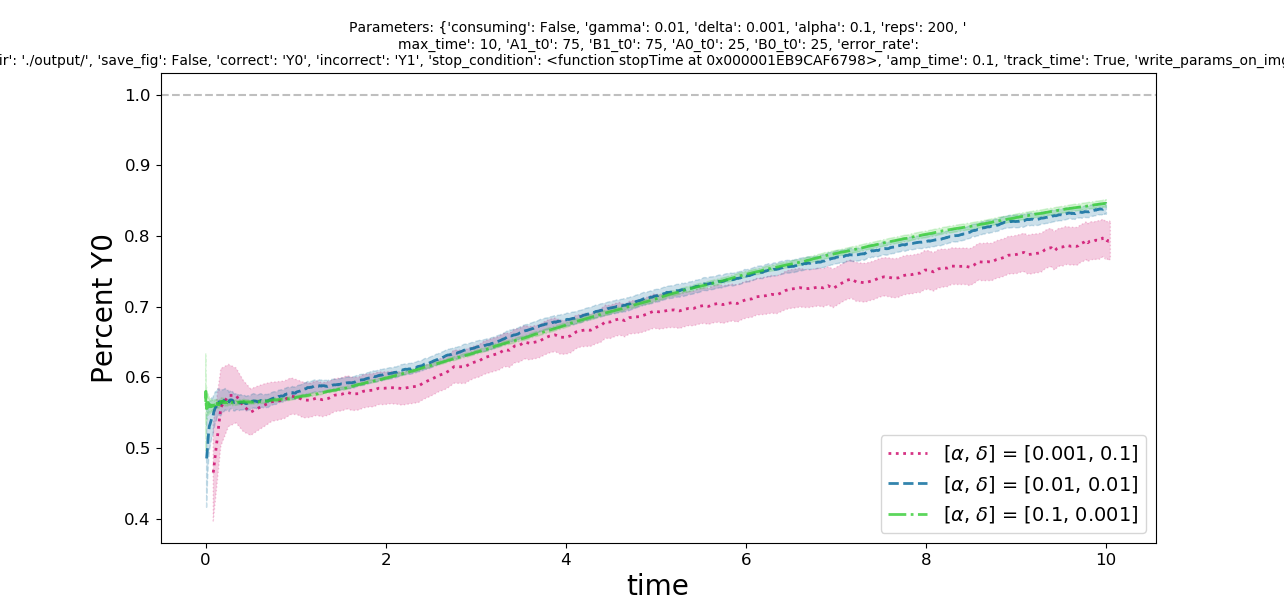 Parameters: {'consuming': False, 'gamma': 0.01, 'delta': 0.001, 'alpha': 0.1, 'reps': 200, '
max_time': 10, 'A1_t0': 75, 'B1_t0': 75, 'A0_t0': 25, 'B0_t0': 25, 'error_rate':
ir': './output/', 'save_fig': False, 'correct': 'Y0', 'incorrect': 'Y1', 'stop_condition': <function stopTime at 0x000001EB9CAF6798>, 'amp_time': 0.1, 'track_time': True, 'write_params_on_img
1.0
0.9
0.8
0.7
0.6
0.5
0.4
Percent Y0
[α, δ] = [0.001, 0.1]
[α, δ] = [0.01, 0.01]
[α, δ] = [0.1, 0.001]
0 2 4 6 8 10
time